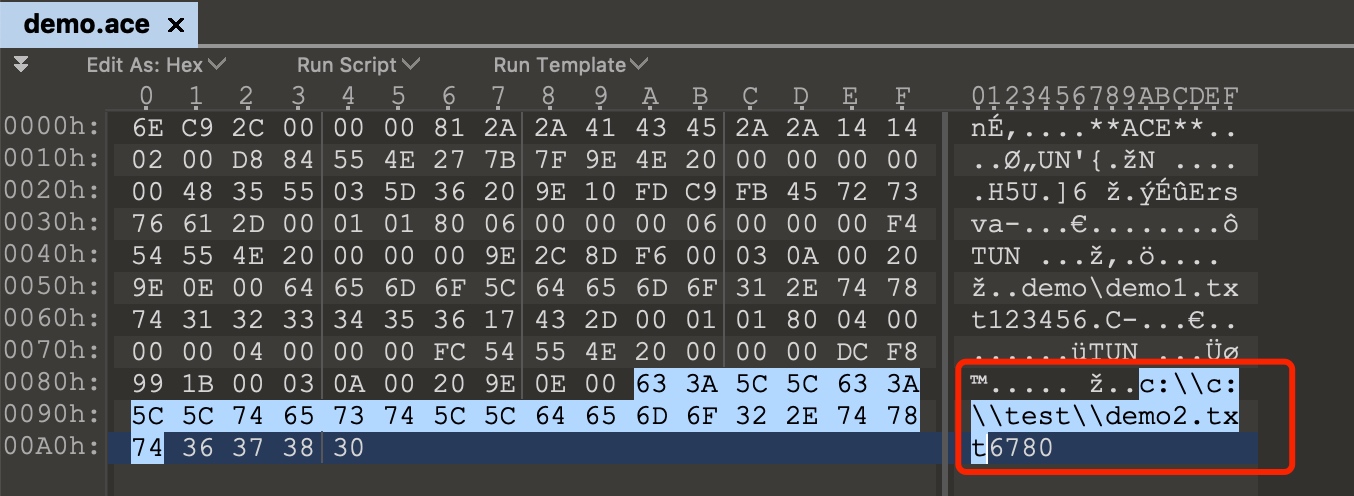 demo.ace ×
Edit As: Hex Run Script Run Template
0 1 2 3 4 5 6 7 8 9 A B C D E F 0123456789ABCDEF
0000h: 6E C9 2C 00 00 00 81 2A 2A 41 43 45 2A 2A 14 14 nÉ,....**ACE**..
0010h: 02 00 D8 84 55 4E 27 7B 7F 9E 4E 20 00 00 00 00 ..Ø„UN'{.žN ....
0020h: 00 48 35 55 03 5D 36 20 9E 10 FD C9 FB 45 72 73 .H5U.]6 ž.ýÉûErs
0030h: 76 61 2D 00 01 01 80 06 00 00 00 06 00 00 00 F4 va-...€........ô
0040h: 54 55 4E 20 00 00 00 9E 2C 8D F6 00 03 0A 00 20 TUN ...ž,.ö....
0050h: 9E 0E 00 64 65 6D 6F 5C 64 65 6D 6F 31 2E 74 78 ž..demo\demo1.tx
0060h: 74 31 32 33 34 35 36 17 43 2D 00 01 01 80 04 00 t123456.C-...€..
0070h: 00 00 04 00 00 00 FC 54 55 4E 20 00 00 00 DC F8 ......üTUN ...Üø
0080h: 99 1B 00 03 0A 00 20 9E 0E 00 63 3A 5C 5C 63 3A ™..... ž..c:\\c:
0090h: 5C 5C 74 65 73 74 5C 5C 64 65 6D 6F 32 2E 74 78 \\test\\demo2.tx
00A0h: 74 36 37 38 30 t6780